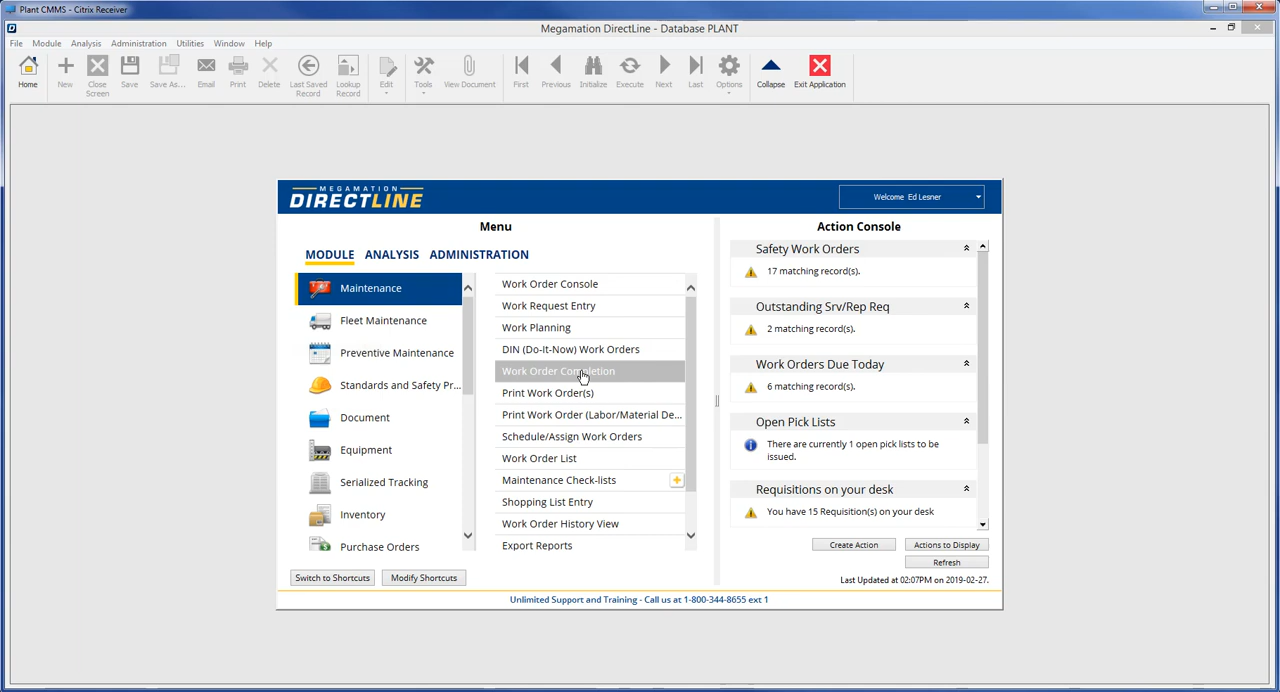 Plant CMMS - Citrix Receiver
Megamation DirectLine - Database PLANT
File Module Analysis Administration Utilities Window Help
Home New Close Screen Save Save As... Email Print Delete Last Saved Record Lookup Record Edit Tools View Document First Previous Initialize Execute Next Last Options Collapse Exit Application
MEGAMATION
DIRECTLINE
Welcome Ed Lesner
Menu
MODULE ANALYSIS ADMINISTRATION
Maintenance
Fleet Maintenance
Preventive Maintenance
Standards and Safety Pr...
Document
Equipment
Serialized Tracking
Inventory
Purchase Orders
Work Order Console
Work Request Entry
Work Planning
DIN (Do-It-Now) Work Orders
Work Order Completion
Print Work Order(s)
Print Work Order (Labor/Material De...
Schedule/Assign Work Orders
Work Order List
Maintenance Check-lists
Shopping List Entry
Work Order History View
Export Reports
Switch to Shortcuts Modify Shortcuts
Action Console
Safety Work Orders
17 matching record(s).
Outstanding Srv/Rep Req
2 matching record(s).
Work Orders Due Today
6 matching record(s).
Open Pick Lists
There are currently 1 open pick lists to be
issued.
Requisitions on your desk
You have 15 Requisition(s) on your desk
Create Action Actions to Display
Refresh
Last Updated at 02:07PM on 2019-02-27.
Unlimited Support and Training - Call us at 1-800-344-8655 ext 1